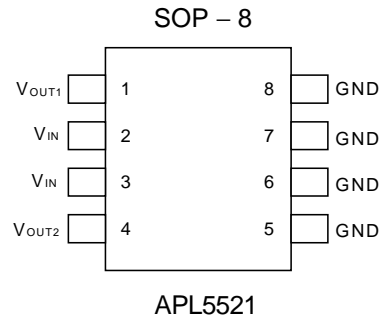 SOP – 8
VOUT1 1 8 GND
VIN 2 7 GND
VIN 3 6 GND
VOUT2 4 5 GND
APL5521